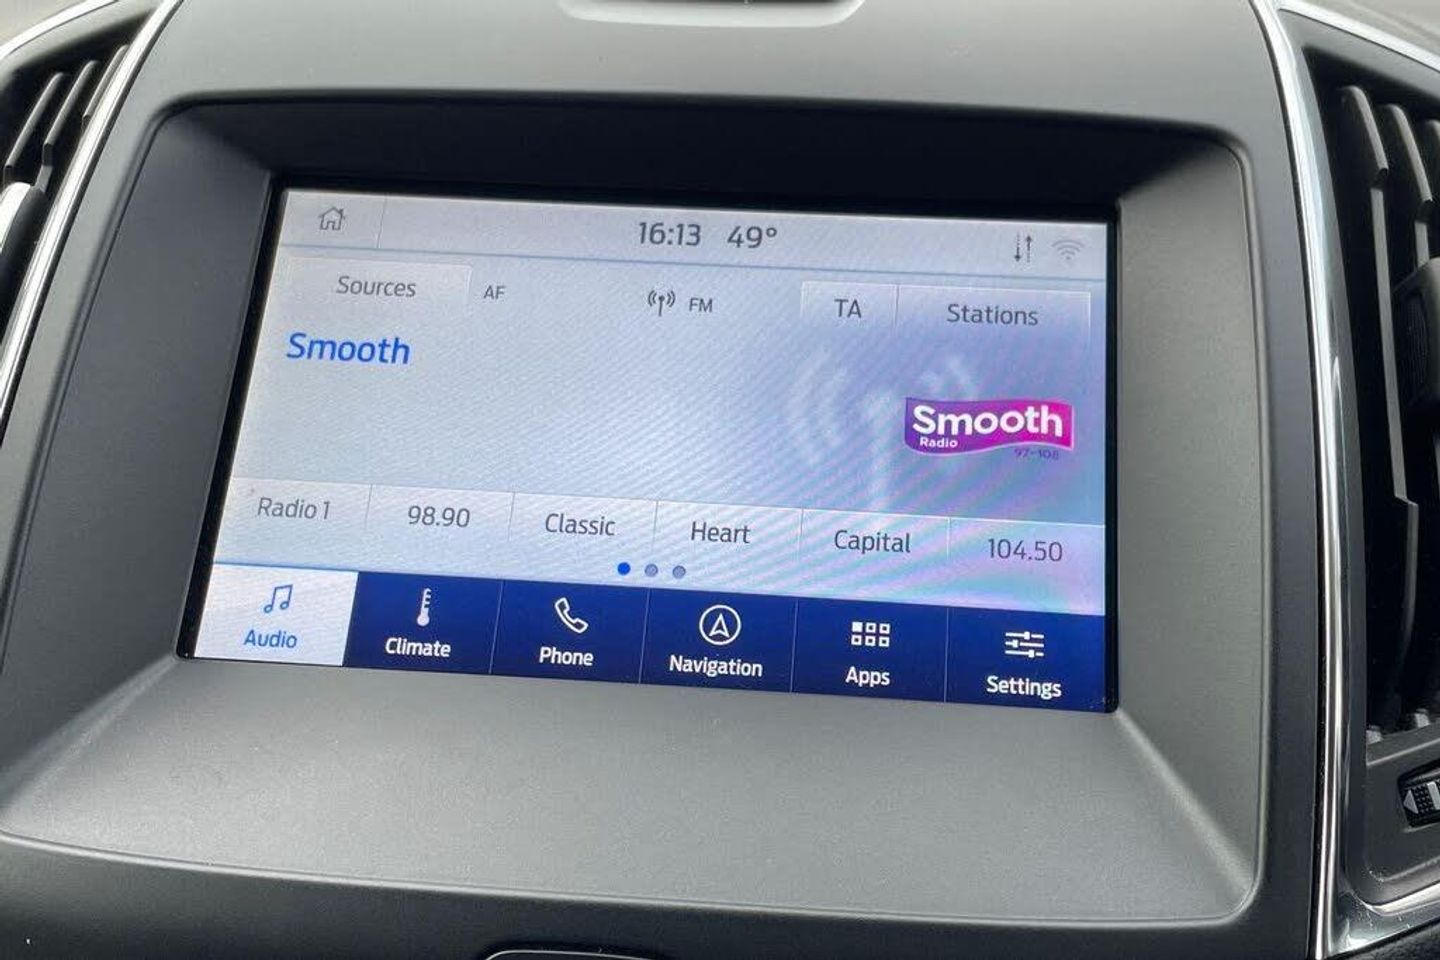 16:13 49°
Sources AF FM TA Stations
Smooth
Smooth
Radio
97-108
Radio 1 98.90 Classic Heart Capital 104.50
Audio Climate Phone Navigation Apps Settings